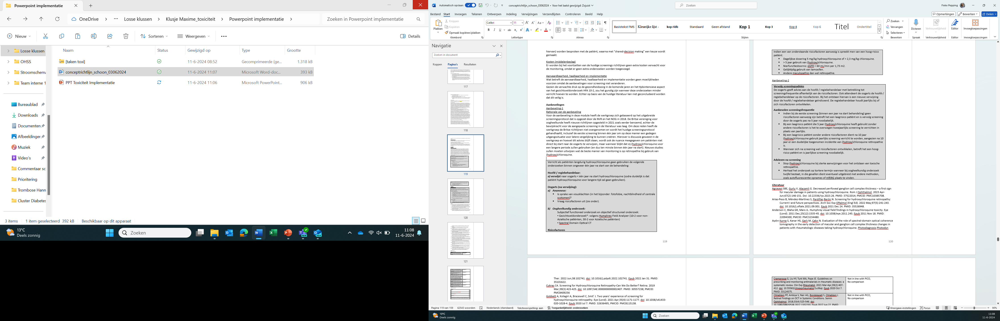 Powerpoint implementatie
OneDrive > ... Losse klussen > Klusje Maxime_toxiciteit > Powerpoint implementatie >
Zoeken in Powerpoint implementatie
Nieuw
Sorteren
Weergeven
Details
Naam Status Gewijzigd op Type Grootte
[taken toxi] 11-6-2024 08:52 Gecomprimeerde (ge... 1.318 kB
conceptrichtlijn_schoon_03062024 11-6-2024 11:07 Microsoft Word-doc... 393 kB
PPT Toxiciteit Implementatie 11-6-2024 11:06 Microsoft PowerPoint... 906 kB
Losse klussen
OHSS
Stroomschema
Team interne 1
Bureaublad
Downloads
Documenten
Afbeeldingen
Muziek
Video's
Commentaar sc
Prioritering
Trombose Hann
Cluster Diabetes
3 items 1 item geselecteerd 392 kB Beschikbaar op dit apparaat
13°C
Deels zonnig
Zoeken
11:08
11-6-2024
Automatisch opslaan
conceptrichtlijn_schoon_03062024 • Voor het laatst gewijzigd: Zojuist
Zoeken
Fieke Pepping
Bestand Start Invoegen Tekenen Ontwerpen Indeling Verwijzingen Verzendlijsten Controleren Beeld Help
Opmerkingen Bewerken Delen
Plakken
Knippen
Kopiëren
Opmaak kopiëren/plakken
Klembord
Calibri 11
Lettertype
Alinea
Basistekst FMS Kleurrijke lijst - kop rldb Standaard Geen afstand Kop 1 Kop 3 Kop 4 Kop 6 Titel Ondertitel
Stijlen
Zoeken
Vervangen
Selecteren
Bewerken
Dicteren
Spraak
Vertrouwelijkheid
Vertrouwelijkheid
Editor
Editor
Invoegtoepassingen
Invoegtoepassingen
Navigatie
Zoeken in document
Koppen Pagina's Resultaten
117
118
119
120
121
hiervan) worden besproken met de patiënt, waarna met "shared-decision making" een keuze wordt
gemaakt.
Kosten (middelenbeslag)
Er worden bij het voortzetten van de huidige screenings richtlijnen geen extra kosten verwacht voor
de monitoring, omdat er geen extra onderzoeken worden toegevoegd.
Aanvaardbaarheid, haalbaarheid en implementatie
Wat betreft de aanvaardbaarheid, haalbaarheid en implementatie worden geen moeilijkheden
voorzien omdat de aanbevelingen voor screening niet veranderen.
Gezien de verwachte druk op de gezondheidszorg in de komende jaren en het tijdsintensieve aspect
van het gezichtsveldonderzoek HFA 10-2, zou het gunstig zijn wanneer deze onderzoeken minder
verricht hoeven te worden. Echter op basis van de huidige literatuur kan niet geconcludeerd worden
dat dit veilig is.
Aanbevelingen
Aanbeveling-1
Rationale van de aanbeveling
Voor de aanbeveling in deze module heeft de werkgroep zich gebaseerd op het uitgebreide
screeningsprotocol dat is opgezet door de NVR en het NOG in 2018. De Britse vereniging voor
oogheelkunde heeft nieuwe richtlijnen opgesteld in 2021 zoals eerder benoemd, echter de
bewijskracht voor de aangepaste screening in de literatuur was laag. Om deze reden heeft de
werkgroep de Britse richtlijnen niet overgenomen en wordt het huidige screeningsprotocol
gehandhaafd, inclusief de eerste screening binnen één jaar om op deze manier een gedegen
uitgangssituatie voor latere vergelijking te kunnen creëren. Hierover is discussie geweest in de
werkgroep en hoewel dit advies blijft staan, wordt ook de nuance meegegeven om patiënten niet
direct bij start naar de oogarts te verwijzen, maar wanneer blijkt dat zij (hydroxy)chloroquine voor
een langere periode zullen gebruiken (en dus ten minste binnen één jaar na start). Nieuwe studies
zullen moeten uitwijzen wat de beste manier van monitoring is op retinopathie bij gebruik van
(hydroxy)chloroquine.
Verricht als patiënten langdurig hydroxychloroquine gaan gebruiken de volgende
onderzoeken binnen ongeveer één jaar na start van de behandeling:
Hoofd-/ regiebehandelaar:
a) verwijst naar oogarts < één jaar na start hydroxychloroquine (zodra duidelijk is dat
patiënt hydroxychloroquine voor langere tijd zal gaan gebruiken).
Oogarts (na verwijzing):
a) Anamnese:
▪ Is sprake van visusklachten (in het bijzonder: fotofobie, nachtblindheid of centrale
scotomen)?
▪ Vraag risicofactoren uit (zie onder).
b) Oogheelkundig onderzoek:
Subjectief functioneel onderzoek en objectief structureel onderzoek:
• Gezichtsveldonderzoek*: volgens Humphrey Field Analyzer (10-2 voor non-
Aziatische patiënten, 30-2 voor Aziatische patiënten)
• Spectral Domain Optical CT
Risicofactoren
119
Indien een van onderstaande risicofactoren aanwezig is spreekt men van een hoog-risico
patiënt:
▪ Dagelijkse dosering 5 mg/kg hydroxychloroquine of > 2,3 mg/kg chloroquine.
▪ > 5 jaar gebruik van (hydroxy)chloroquine.
▪ Nierfunctiestoornis: eGFR < 60 mL/min per 1,73 m2.
▪ Gelijktijdig gebruik van tamoxifen.
▪ Andere maculopathie dan wel retinopathie.
Aanbeveling-2
Vervolg screeningsadvies
De oogarts geeft advies aan de hoofd-/ regiebehandelaar met betrekking tot
screeningsfrequentie afhankelijk van de risicofactoren. Ook attendeert de oogarts de hoofd-/
regiebehandelaar op de risicofactoren. Bij het ontstaan hiervan is een nieuwe verwijzing
door de hoofd-/ regiebehandelaar geïndiceerd. De regiebehandelaar houdt jaarlijks bij of
zich risicofactoren ontwikkelen.
Aanbevolen screeningsfrequentie
▪ Indien bij de eerste screening (binnen een jaar na start behandeling) geen
risicofactoren aanwezig zijn betreft het een laagrisico patiënt en is vervolg screening
door de oogarts pas na 5 jaar noodzakelijk.
▪ Bij een laagrisico patiënt die 5 jaar (hydroxy)chloroquine heeft gebruikt zonder
andere risicofactoren is het te overwegen tweejaarlijks screening te verrichten in
plaats van jaarlijks.
▪ Bij een laagrisico patiënt zonder andere risicofactoren dient na 10 jaar
(hydroxy)chloroquine gebruik jaarlijks screening verricht te worden, aangezien na 10
jaar er een duidelijke toegenomen incidentie van (hydroxy)chloroquine retinopathie
is.
▪ Wanneer zich na screening wel risicofactoren ontwikkelen, betreft het een hoog-
risico patiënt en is jaarlijkse screening noodzakelijk.
Adviezen na screening
▪ Stop (hydroxy)chloroquine bij sterke aanwijzingen voor het ontstaan van toxische
retinopathie.
▪ Herhaal het onderzoek op kortere termijn wanneer bij oogheelkundig onderzoek
twijfel bestaat, in die gevallen dient eventueel uitgebreid met andere methoden,
zoals autofluorescentie opnames of mfERG plaats te vinden.
Literatuur
Agcayazi SBE, Gurlu V, Alacamli G. Decreased perifoveal ganglion cell complex thickness – a first sign
for macular damage in patients using hydroxychloroquine. Rom J Ophthalmol. 2023 Apr-
Jun;67(2):146-151. Doi: 10.22336/rjo.2023.26. PMID: 37522014; PMCID: PMC10385708.
Arias-Peso B, Méndez-Martínez S, Pardiñas Barón N. Screening for hydroxychloroquine retinopathy:
Current I and future perspectives. Arch Soc Esp Oftalmol (Engl Ed). 2022 May;97(5):241-243.
doi: 10.1016/j.oftale.2021.09.001. Epub 2021 Dec 24. PMID: 35526948.
Anderson C, Blaha GR, Marx JL. Humphrey visual field findings in hydroxychloroquine toxicity. Eye
(Lond). 2011 Dec;25(12):1535-45. doi: 10.1038/eye.2011.245. Epub 2011 Nov 18. PMID:
22094300; PMCID: PMC3234480.
Aydın Kurna S, Kanar HS, Garlı M, Çakır N. Evaluation of the role of spectral-domain optical coherence
tomography in the early detection of macular and ganglion cell complex thickness changes in
patients with rheumatologic diseases taking hydroxychloroquine. Photodiagnosis Photodyn
120
Ther. 2022 Jun;38:102741. doi: 10.1016/j.pdpdt.2022.102741. Epub 2022 Jan 31. PMID:
35101622.
Cukras CA. Screening for Hydroxychloroquine Retinopathy-Can We Do Better? Retina. 2019
Mar;39(3):423-425. doi: 10.1097/IAE.0000000000002407. PMID: 30557238; PMCID:
PMC8409256
Gobbett A, Kotagiri A, Bracewell C, Smit' J. Two years' experience of screening for
hydroxychloroquine retinopathy. Eye (Lond). 2021 Apr;35(4):1171-1177. doi: 10.1038/s41433-
020-1028-4. Epub 2020 Jul 7. PMID: 32636495; PMCID: PMC8115138.
Cramarossa G, Liu HY, Turk MA, Pope JE. Guidelines on
prescribing and monitoring antimalarials in rheumatic diseases: a
systematic review. Clin Exp Rheumatol. 2021 Mar-Apr;39(2):407-
412. doi: 10.55563/clinexprheumatol/1u36qt. Epub 2020 Oct 7.
PMID: 33124575.
Not in line with PICO,
No comparison
Chhablani PP, Ambiya V, Nair AG, Bondalapati S, Chhablani J.
Retinal Findings on OCT in Systemic Conditions. Semin
Ophthalmol. 2018;33(4):525-546. doi:
10.1080/08820538.2017.1332233. Epub 2017 Jun 22. PMID:
Not in line with PICO,
No comparison
Pagina 119 van 159 62543 woorden Nederlands (standaard) Tekstvoorspelling: aan Toegankelijkheid: onderzoeken
Weergave-instellingen Focus 90%
13°C
Deels zonnig
Zoeken
11:08
11-6-2024